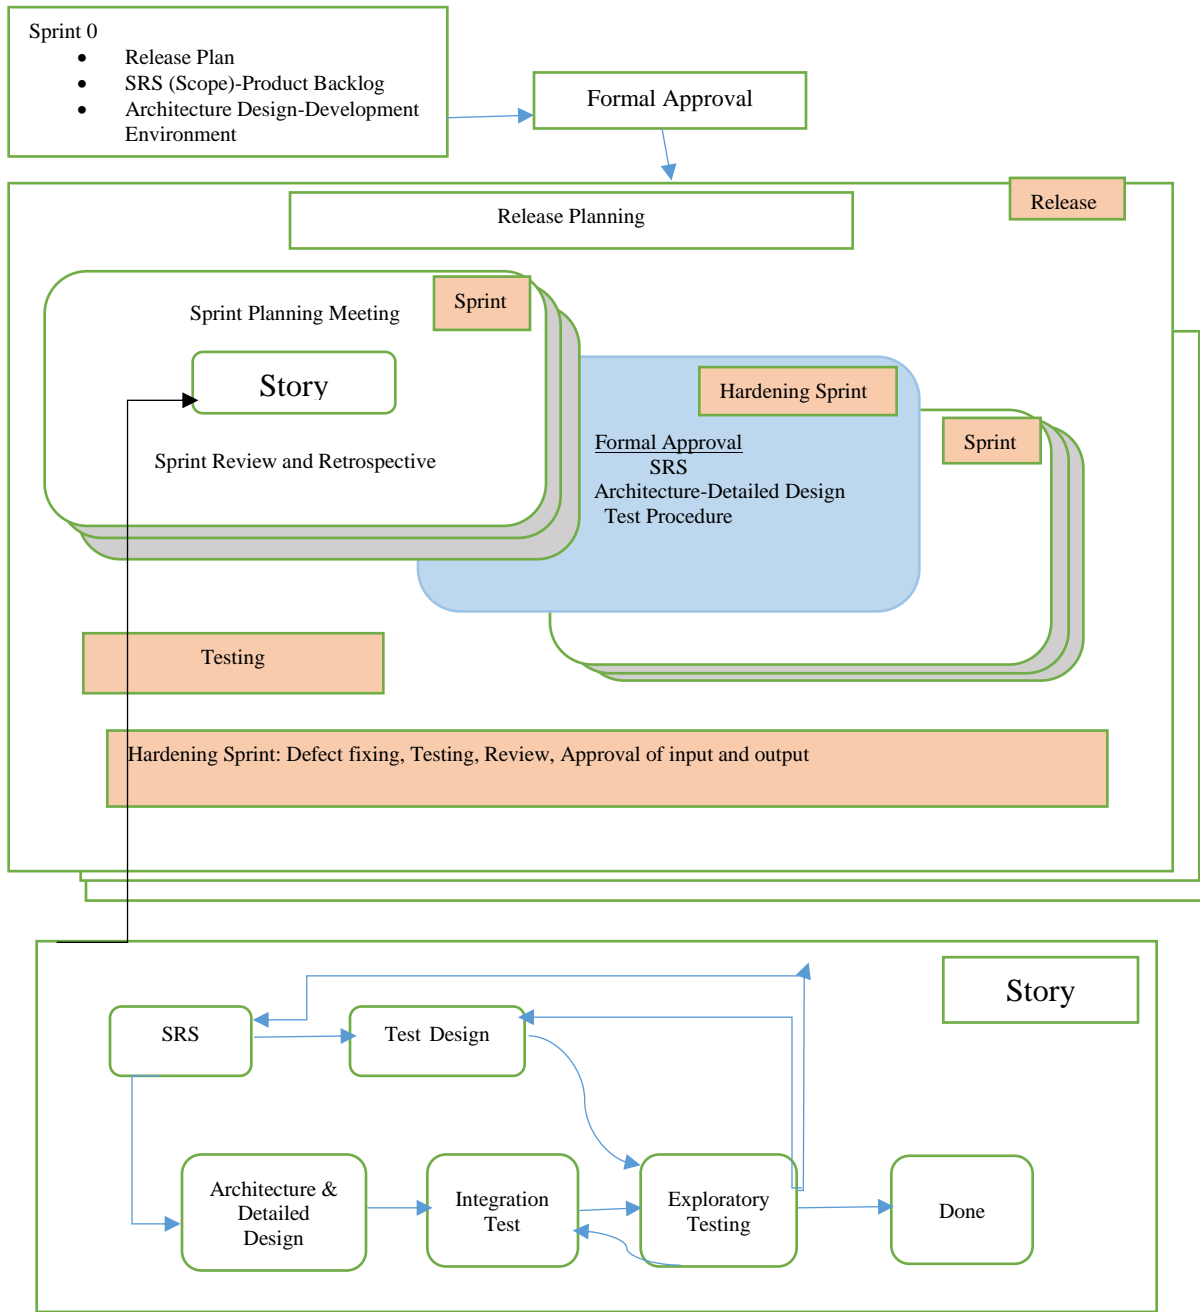 Sprint 0
• Release Plan
• SRS (Scope)-Product Backlog
• Architecture Design-Development
Environment
Formal Approval
Release
Release Planning
Sprint
Sprint Planning Meeting
Story
Sprint Review and Retrospective
Hardening Sprint
Formal Approval
SRS
Architecture-Detailed Design
Test Procedure
Sprint
Testing
Hardening Sprint: Defect fixing, Testing, Review, Approval of input and output
Story
SRS
Test Design
Architecture &
Detailed
Design
Integration
Test
Exploratory
Testing
Done